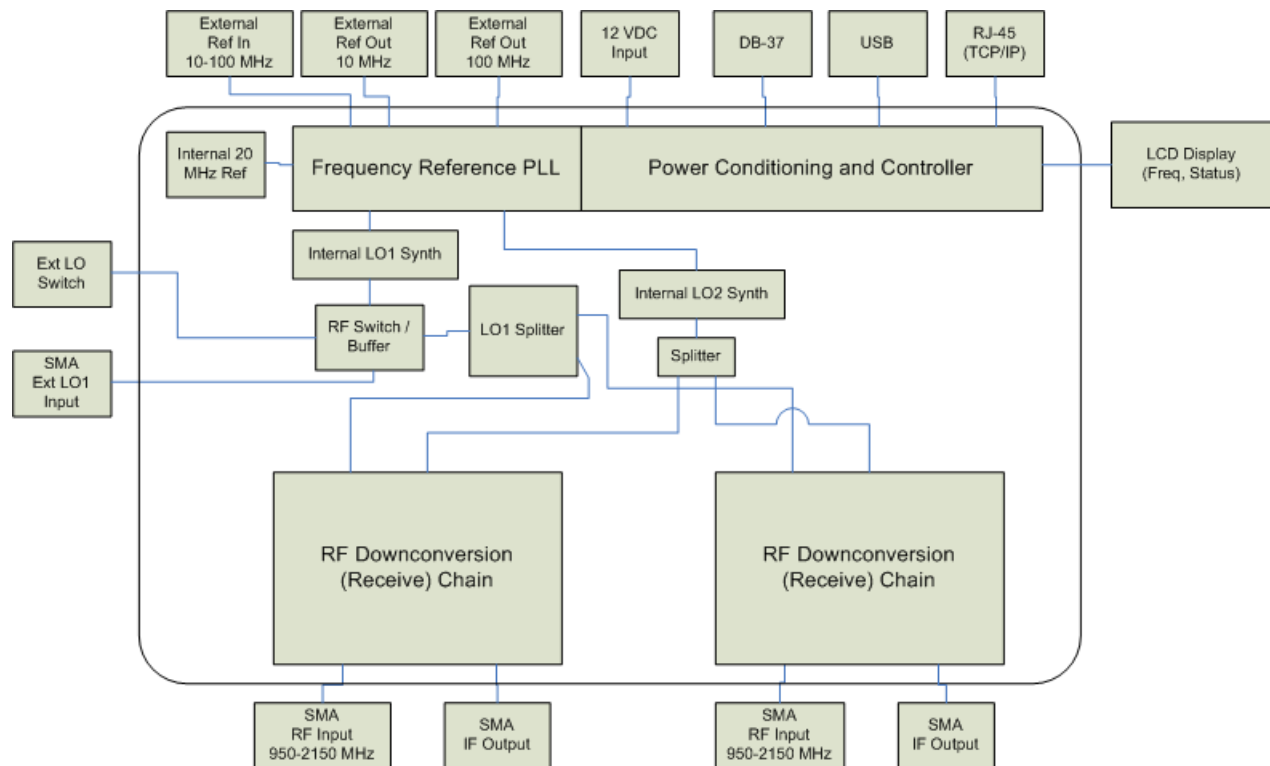 External
Ref In
10-100 MHz
External
Ref Out
10 MHz
External
Ref Out
100 MHz
12 VDC
Input
DB-37
USB
RJ-45
(TCP/IP)
Internal 20
MHz Ref
Frequency Reference PLL
Power Conditioning and Controller
LCD Display
(Freq, Status)
Internal LO1 Synth
Ext LO
Switch
Internal LO2 Synth
RF Switch /
Buffer
LO1 Splitter
Splitter
SMA
Ext LO1
Input
RF Downconversion
(Receive) Chain
RF Downconversion
(Receive) Chain
SMA
RF Input
950-2150 MHz
SMA
IF Output
SMA
RF Input
950-2150 MHz
SMA
IF Output